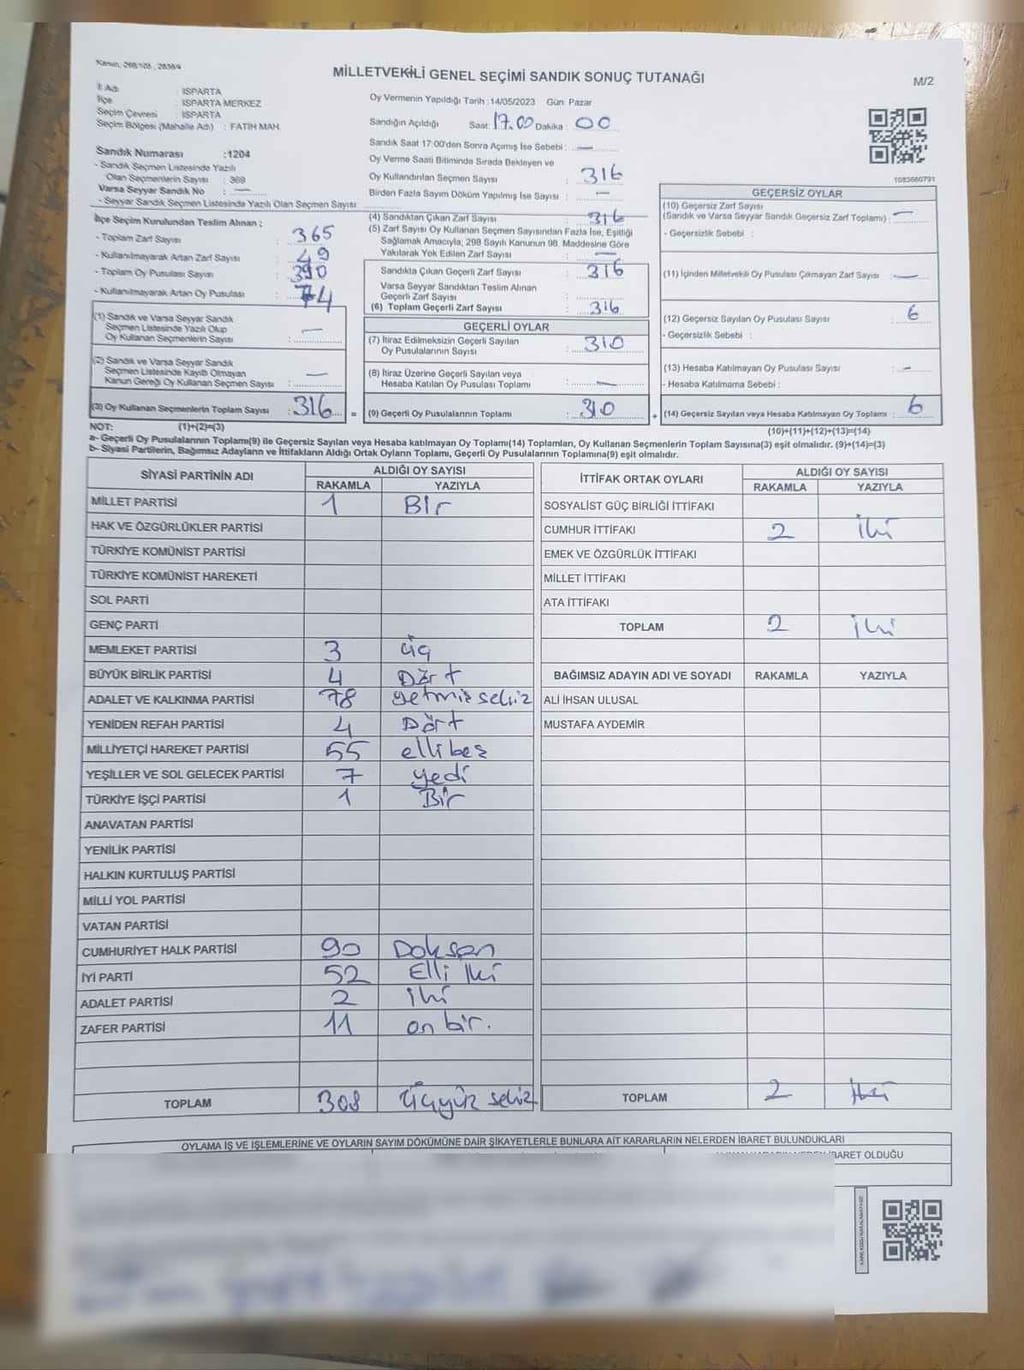 MİLLETVEKİLİ GENEL SEÇİMİ SANDIK SONUÇ TUTANAĞI
M/2
İl Adı : ISPARTA
İlçe : ISPARTA MERKEZ
Seçim Çevresi : ISPARTA
Seçim Bölgesi (Mahalle Adı) : FATİH MAH.
Sandık Numarası :1204
- Sandık Seçmen Listesinde Yazılı
Olan Seçmenlerin Sayısı : 369
Varsa Seyyar Sandık No : —
- Seyyar Sandık Seçmen Listesinde Yazılı Olan Seçmen Sayısı
Oy Vermenin Yapıldığı Tarih :14/05/2023 Gün Pazar
Sandığın Açıldığı Saat: 17.00 Dakika : 00
Sandık Saat 17:00'den Sonra Açımış İse Sebebi : —
Oy Verme Saati Bitiminde Sırada Bekleyen ve
Oy Kullandırılan Seçmen Sayısı : 316
Birden Fazla Sayım Döküm Yapılmış İse Sayısı : —
1083660791
İlçe Seçim Kurulundan Teslim Alınan ;
- Toplam Zarf Sayısı : 365
- Kullanılmayarak Artan Zarf Sayısı : 49
- Toplam Oy Pusulası Sayısı : 390
- Kullanılmayarak Artan Oy Pusulası : 74
(1) Sandık ve Varsa Seyyar Sandık
Seçmen Listesinde Yazılı Olup
Oy Kullanan Seçmenlerin Sayısı : —
(2) Sandık ve Varsa Seyyar Sandık
Seçmen Listesinde Kayıtlı Olmayan
Kanun Gereği Oy Kullanan Seçmen Sayısı : —
(3) Oy Kullanan Seçmenlerin Toplam Sayısı : 316
(4) Sandıktan Çıkan Zarf Sayısı : 316
(5) Zarf Sayısı Oy Kullanan Seçmen Sayısından Fazla İse, Eşitliği
Sağlamak Amacıyla, 298 Sayılı Kanunun 98. Maddesine Göre
Yakılarak Yok Edilen Zarf Sayısı : —
Sandıkta Çıkan Geçerli Zarf Sayısı : 316
Varsa Seyyar Sandıktan Teslim Alınan
Geçerli Zarf Sayısı :
(6) Toplam Geçerli Zarf Sayısı : 316
GEÇERLİ OYLAR
(7) İtiraz Edilmeksizin Geçerli Sayılan
Oy Pusulalarının Sayısı : 310
(8) İtiraz Üzerine Geçerli Sayılan veya
Hesaba Katılan Oy Pusulası Toplamı : —
= (9) Geçerli Oy Pusulalarının Toplamı : 310
GEÇERSİZ OYLAR
(10) Geçersiz Zarf Sayısı
(Sandık ve Varsa Seyyar Sandık Geçersiz Zarf Toplamı) : —
- Geçersizlik Sebebi :
(11) İçinden Milletvekili Oy Pusulası Çıkmayan Zarf Sayısı : —
(12) Geçersiz Sayılan Oy Pusulası Sayısı : 6
- Geçersizlik Sebebi :
(13) Hesaba Katılmayan Oy Pusulası Sayısı : —
- Hesaba Katılmama Sebebi :
+ (14) Geçersiz Sayılan veya Hesaba Katılmayan Oy Toplamı : 6
NOT: (1)+(2)=(3)
(10)+(11)+(12)+(13)=(14)
a- Geçerli Oy Pusulalarının Toplamı(9) ile Geçersiz Sayılan veya Hesaba katılmayan Oy Toplamı(14) Toplamları, Oy Kullanan Seçmenlerin Toplam Sayısına(3) eşit olmalıdır. (9)+(14)=(3)
b- Siyasi Partilerin, Bağımsız Adayların ve İttifakların Aldığı Ortak Oyların Toplamı, Geçerli Oy Pusulalarının Toplamına(9) eşit olmalıdır.
SİYASİ PARTİNİN ADI ALDIĞI OY SAYISI
RAKAMLA YAZIYLA
MİLLET PARTİSİ 1 Bir
HAK VE ÖZGÜRLÜKLER PARTİSİ
TÜRKİYE KOMÜNİST PARTİSİ
TÜRKİYE KOMÜNİST HAREKETİ
SOL PARTİ
GENÇ PARTİ
MEMLEKET PARTİSİ 3 üç
BÜYÜK BİRLİK PARTİSİ 4 Dört
ADALET VE KALKINMA PARTİSİ 78 yetmiş sekiz
YENİDEN REFAH PARTİSİ 4 Dört
MİLLİYETÇİ HAREKET PARTİSİ 55 elli beş
YEŞİLLER VE SOL GELECEK PARTİSİ 7 yedi
TÜRKİYE İŞÇİ PARTİSİ 1 Bir
ANAVATAN PARTİSİ
YENİLİK PARTİSİ
HALKIN KURTULUŞ PARTİSİ
MİLLİ YOL PARTİSİ
VATAN PARTİSİ
CUMHURİYET HALK PARTİSİ 90 Doksan
İYİ PARTİ 52 Elli iki
ADALET PARTİSİ 2 iki
ZAFER PARTİSİ 11 on bir.
TOPLAM 308 üçyüz sekiz
İTTİFAK ORTAK OYLARI ALDIĞI OY SAYISI
RAKAMLA YAZIYLA
SOSYALİST GÜÇ BİRLİĞİ İTTİFAKI
CUMHUR İTTİFAKI 2 iki
EMEK VE ÖZGÜRLÜK İTTİFAKI
MİLLET İTTİFAKI
ATA İTTİFAKI
TOPLAM 2 iki
BAĞIMSIZ ADAYIN ADI VE SOYADI RAKAMLA YAZIYLA
ALİ İHSAN ULUSAL
MUSTAFA AYDEMİR
TOPLAM 2 iki
OYLAMA İŞ VE İŞLEMLERİNE VE OYLARIN SAYIM DÖKÜMÜNE DAİR ŞİKAYETLERLE BUNLARA AİT KARARLARIN NELERDEN İBARET BULUNDUKLARI
İBARET OLDUĞU